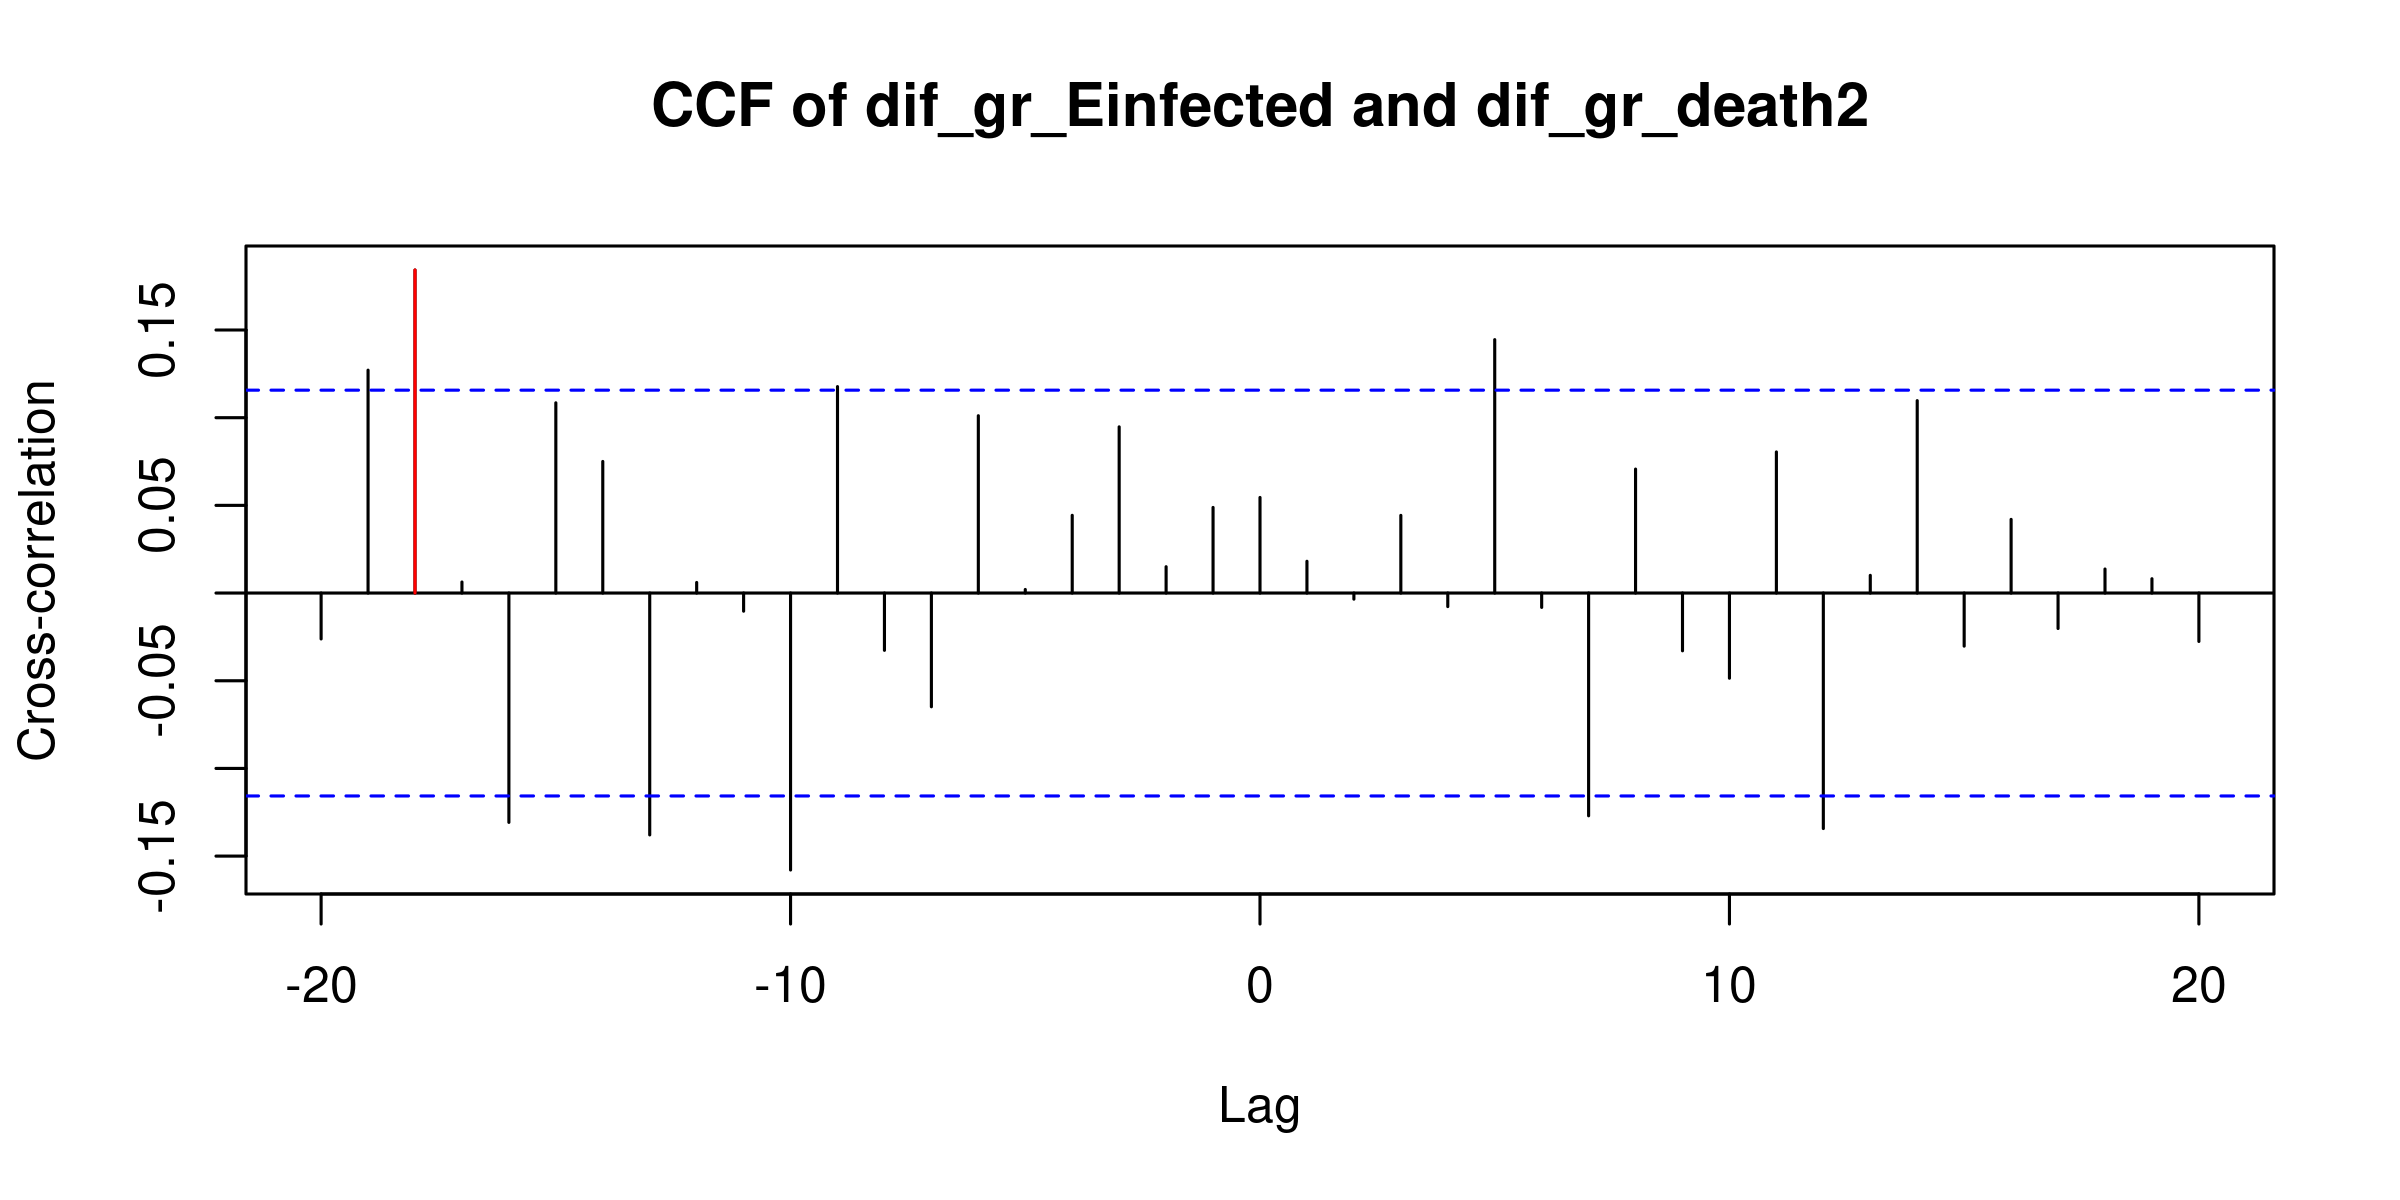 CCF of dif_gr_Einfected and dif_gr_death2
Cross-correlation
0.15
0.05
-0.05
-0.15
-20 -10 0 10 20
Lag